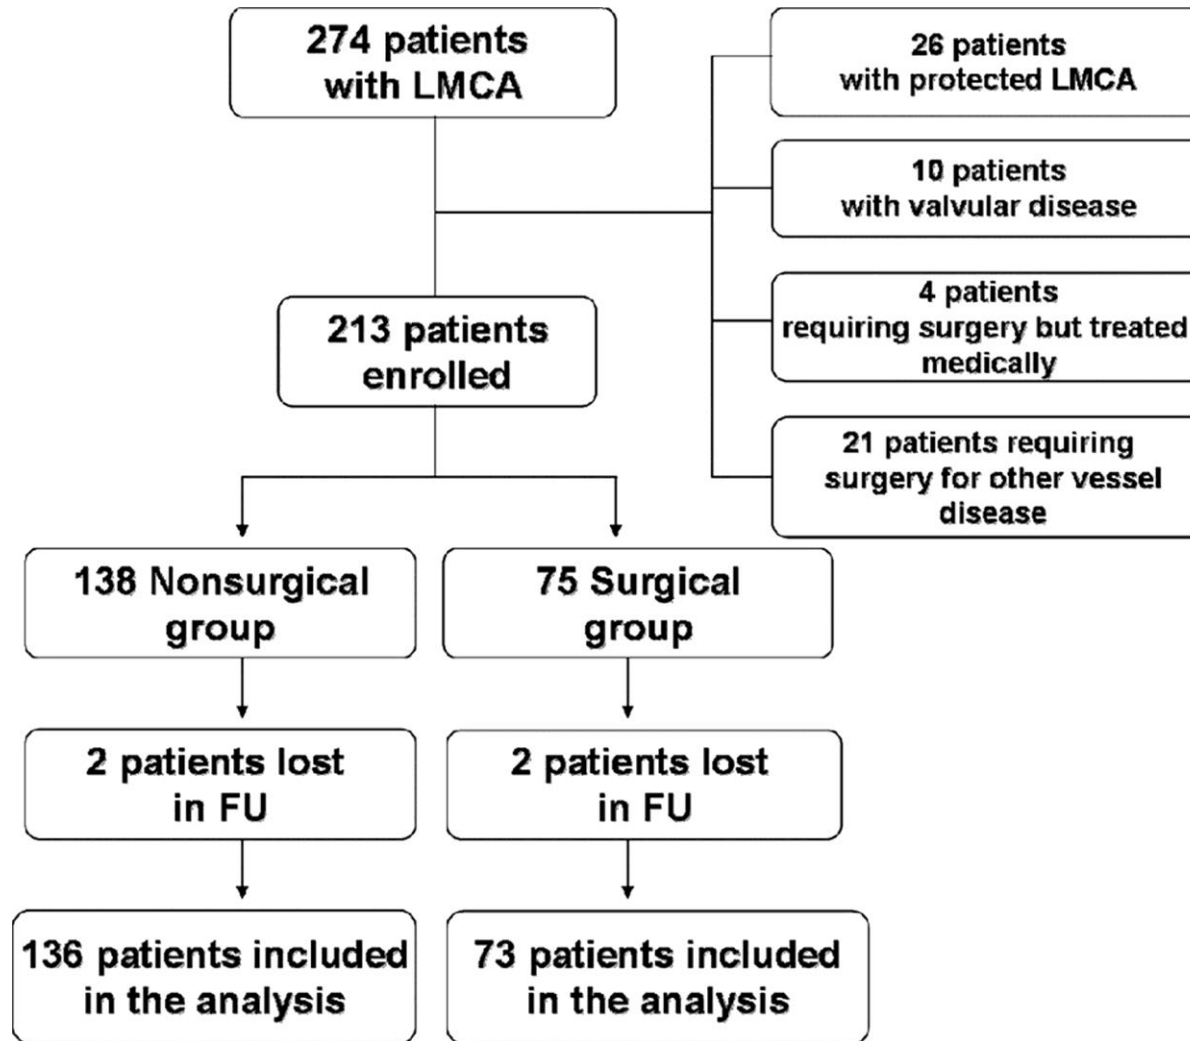 274 patients
with LMCA
26 patients
with protected LMCA
10 patients
with valvular disease
4 patients
requiring surgery but treated
medically
21 patients requiring
surgery for other vessel
disease
213 patients
enrolled
138 Nonsurgical
group
75 Surgical
group
2 patients lost
in FU
2 patients lost
in FU
136 patients included
in the analysis
73 patients included
in the analysis